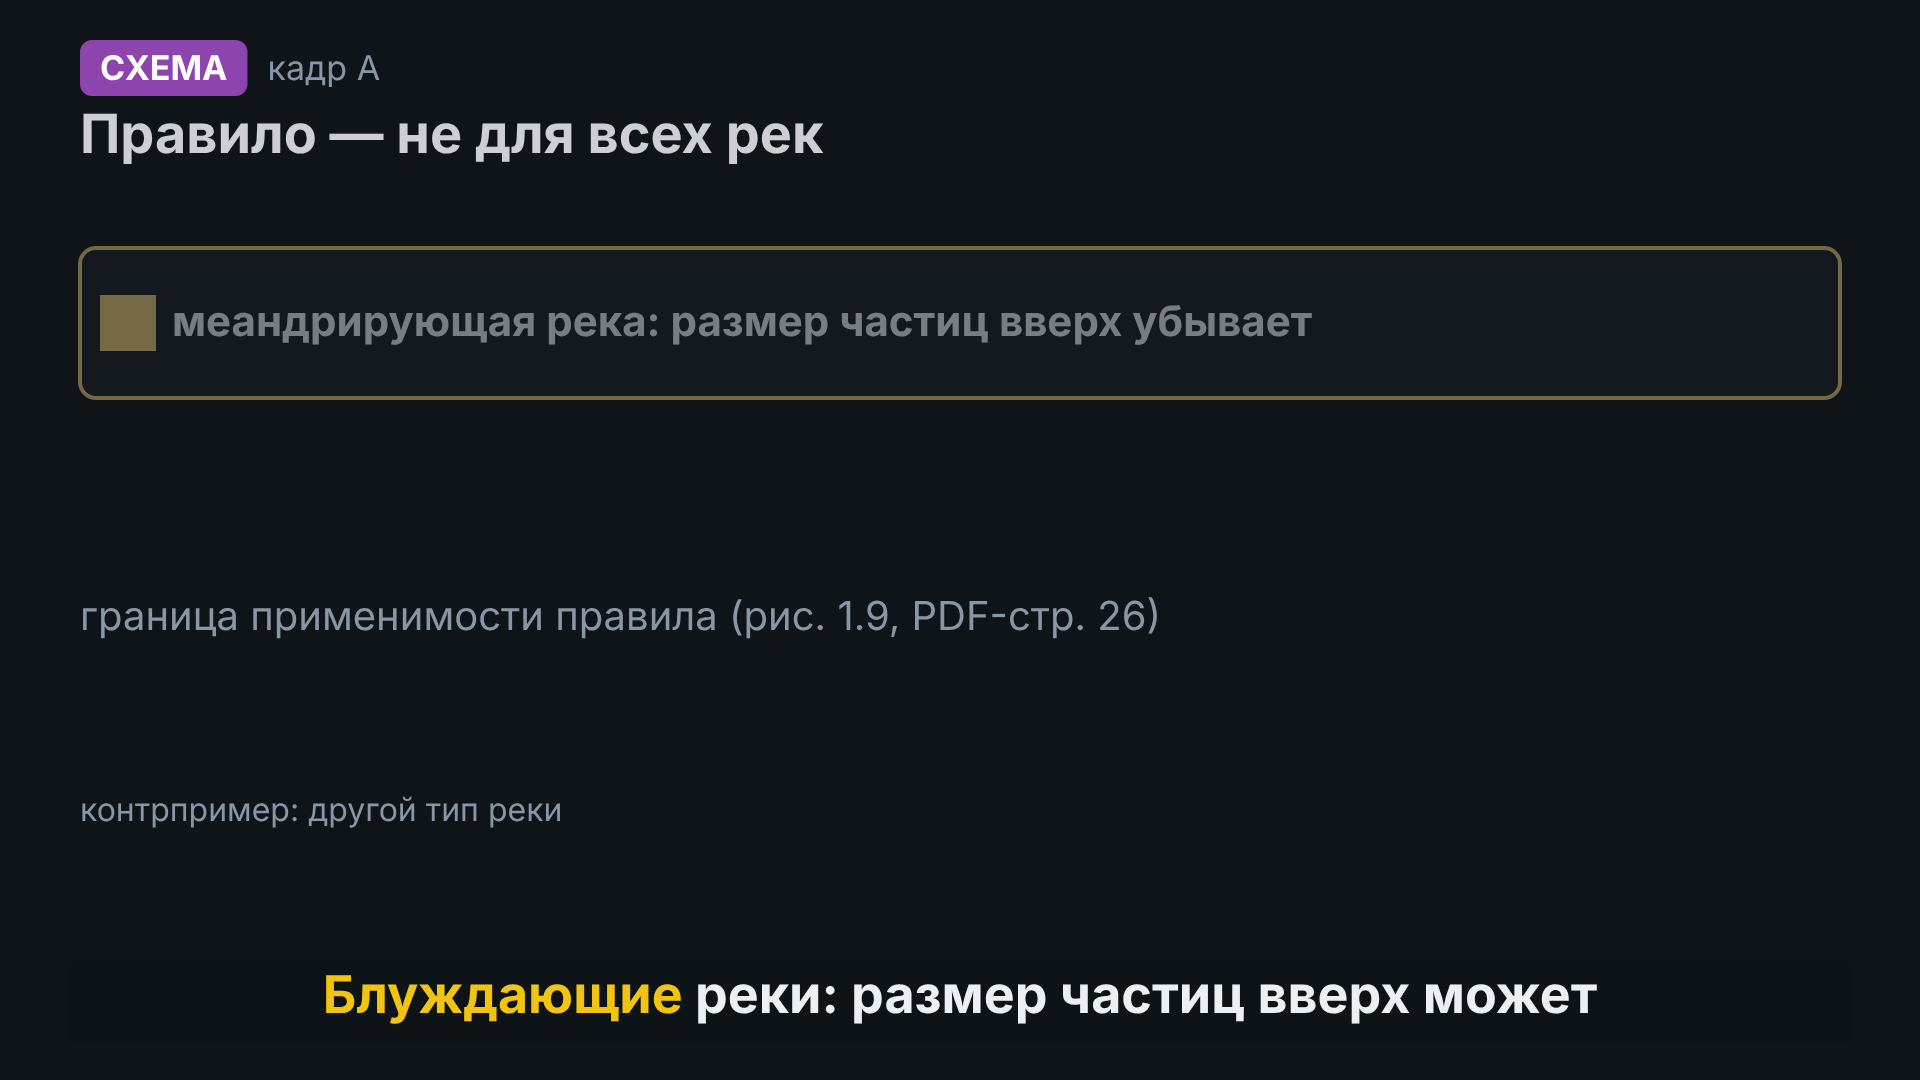 СХЕМА кадр А
Правило — не для всех рек
меандрирующая река: размер частиц вверх убывает
граница применимости правила (рис. 1.9, PDF-стр. 26)
контрпример: другой тип реки
Блуждающие реки: размер частиц вверх может